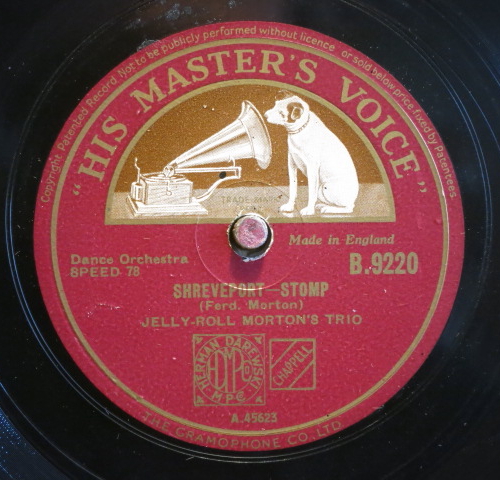 Copyright Patented Record. Not to be publicly performed without licence or sold below price fixed by Patentees.
"HIS MASTER'S VOICE"
TRADE-MARK
Made in England
Dance Orchestra
SPEED 78
B.9220
SHREVEPORT—STOMP
(Ferd. Morton)
JELLY-ROLL MORTON'S TRIO
HERMAN DAREWSKI
MPC
CHAPPELL
A.45623
THE GRAMOPHONE CO. LTD